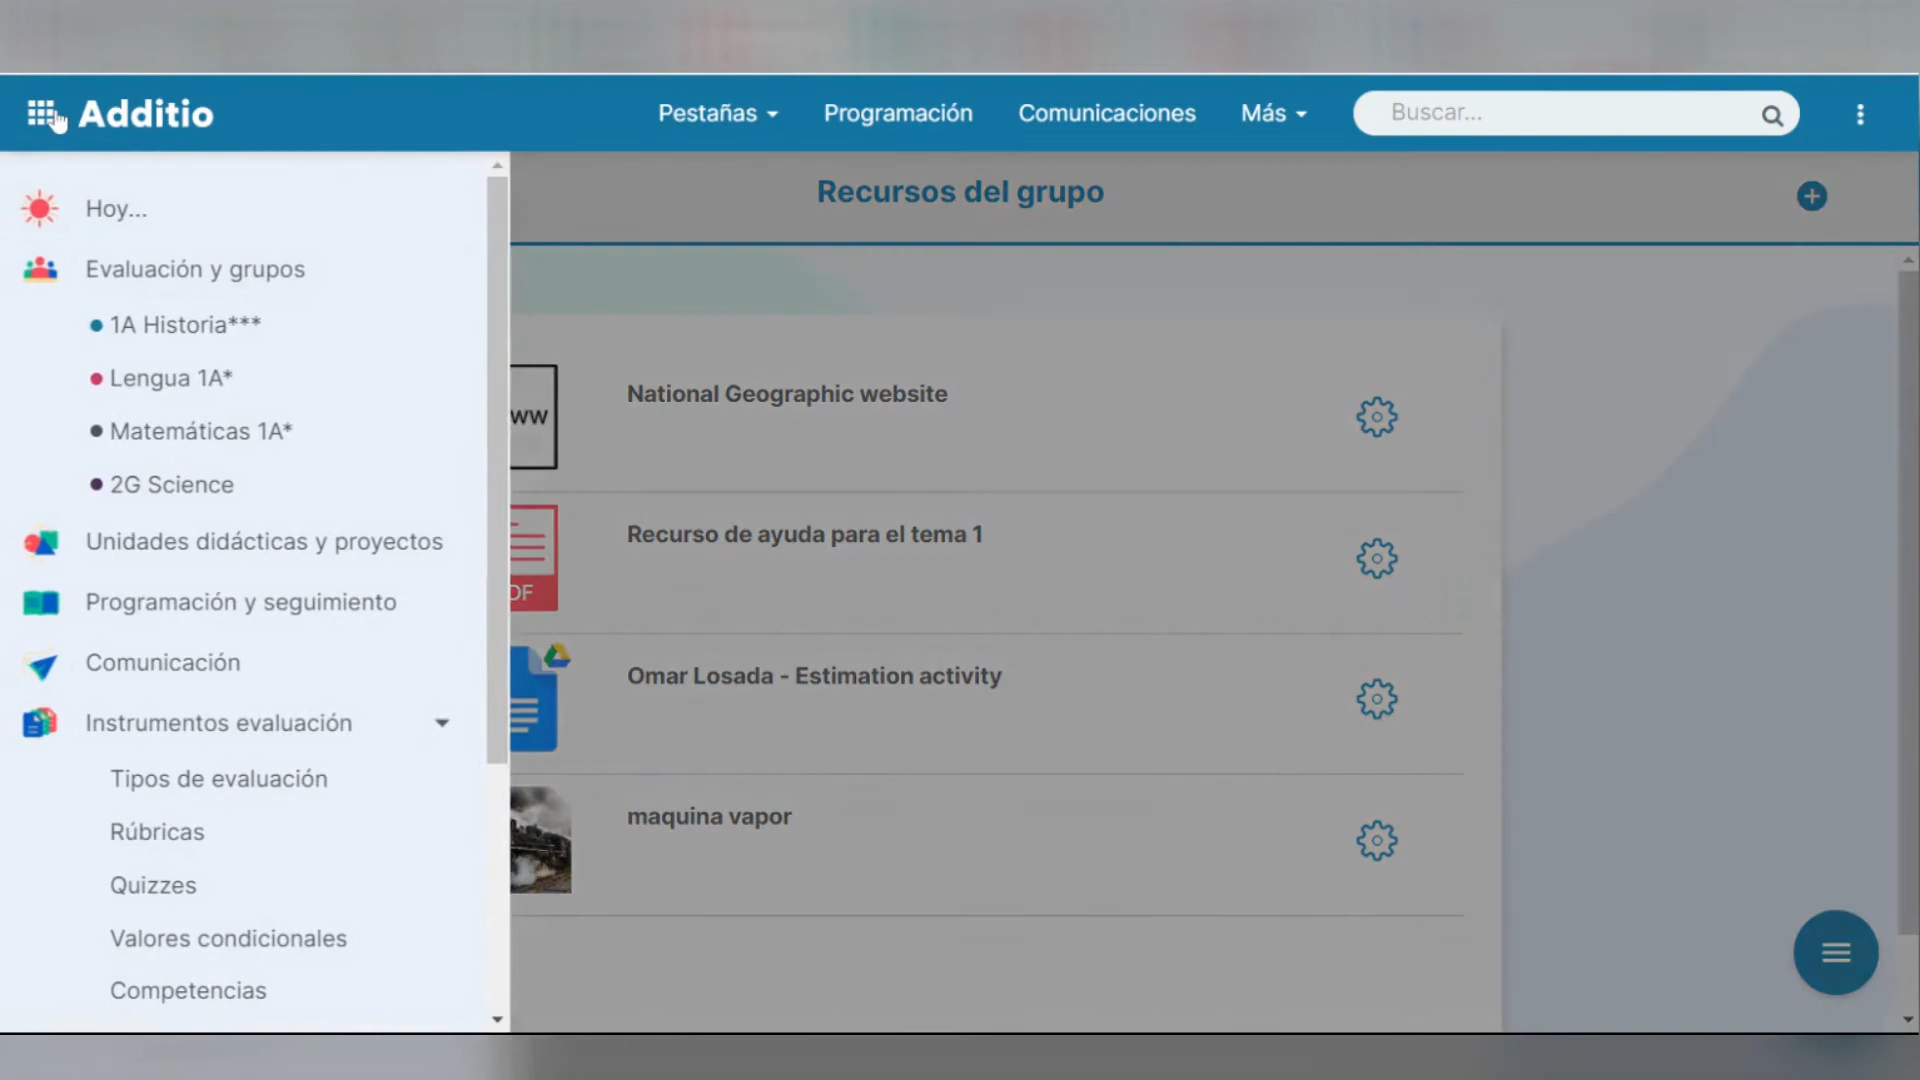 Additio
Pestañas
Programación
Comunicaciones
Más
Buscar...
Hoy...
Evaluación y grupos
1A Historia***
Lengua 1A*
Matemáticas 1A*
2G Science
Unidades didácticas y proyectos
Programación y seguimiento
Comunicación
Instrumentos evaluación
Tipos de evaluación
Rúbricas
Quizzes
Valores condicionales
Competencias
Recursos del grupo
ww
National Geographic website
DF
Recurso de ayuda para el tema 1
Omar Losada - Estimation activity
maquina vapor